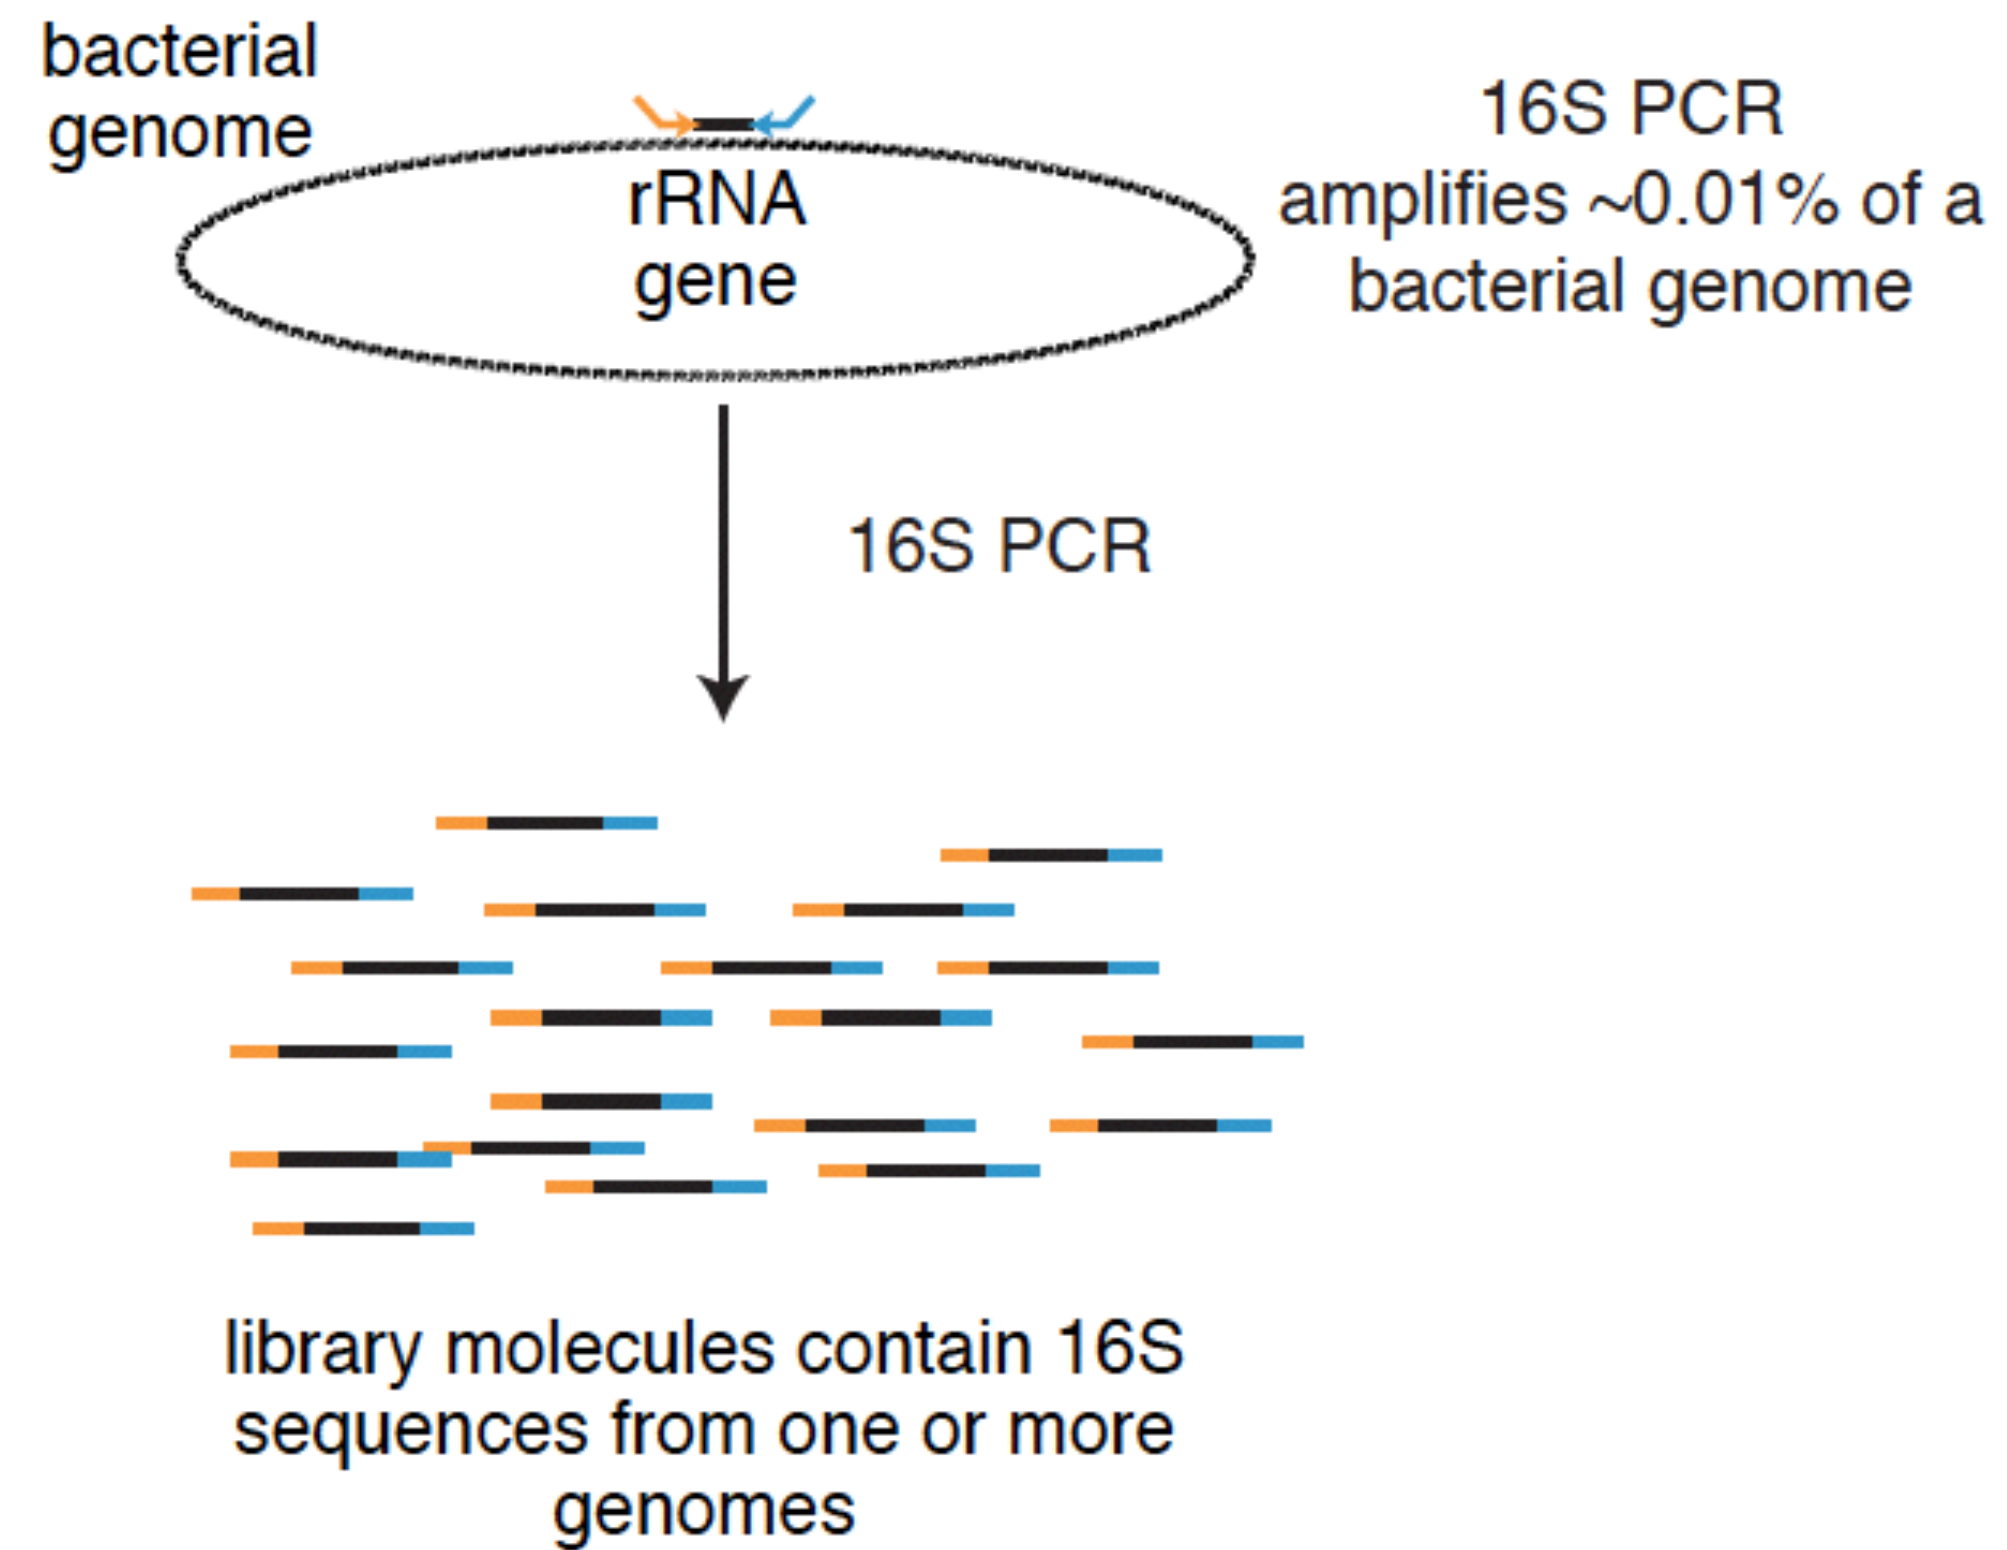 bacterial
genome
rRNA
gene
16S PCR
amplifies ~0.01% of a
bacterial genome
16S PCR
library molecules contain 16S
sequences from one or more
genomes